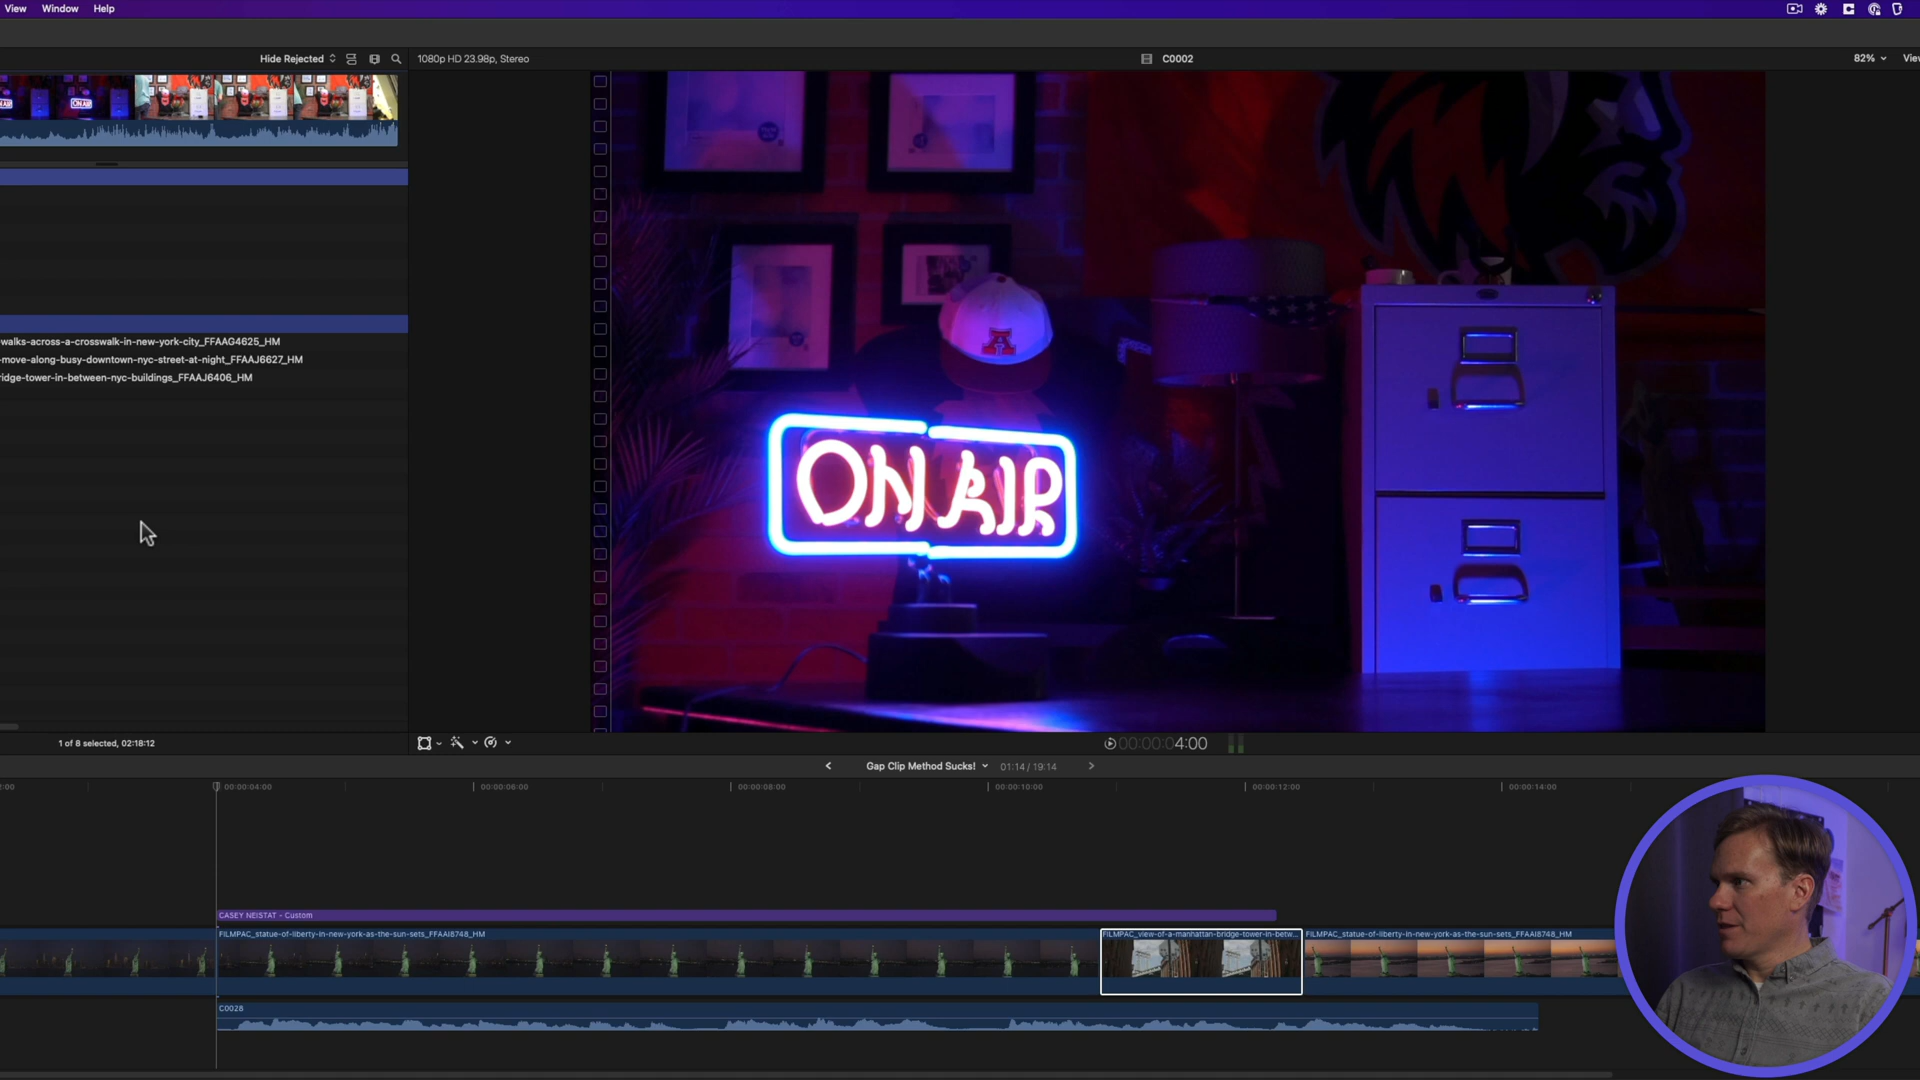 View Window Help
Hide Rejected
1080p HD 23.98p, Stereo
C0002
82%
ON AIR
ON AIR
A
walks-across-a-crosswalk-in-new-york-city_FFAAG4625_HM
-move-along-busy-downtown-nyc-street-at-night_FFAAJ6627_HM
ridge-tower-in-between-nyc-buildings_FFAAJ6406_HM
1 of 8 selected, 02:18:12
00:00:04:00
Gap Clip Method Sucks!
01:14 / 19:14
00:00:04:00
00:00:06:00
00:00:08:00
00:00:10:00
00:00:12:00
00:00:14:00
CASEY NEISTAT - Custom
FILMPAC_statue-of-liberty-in-new-york-as-the-sun-sets_FFAAI8748_HM
FILMPAC_view-of-a-manhattan-bridge-tower-in-betw...
FILMPAC_statue-of-liberty-in-new-york-as-the-sun-sets_FFAAI8748_HM
C0028